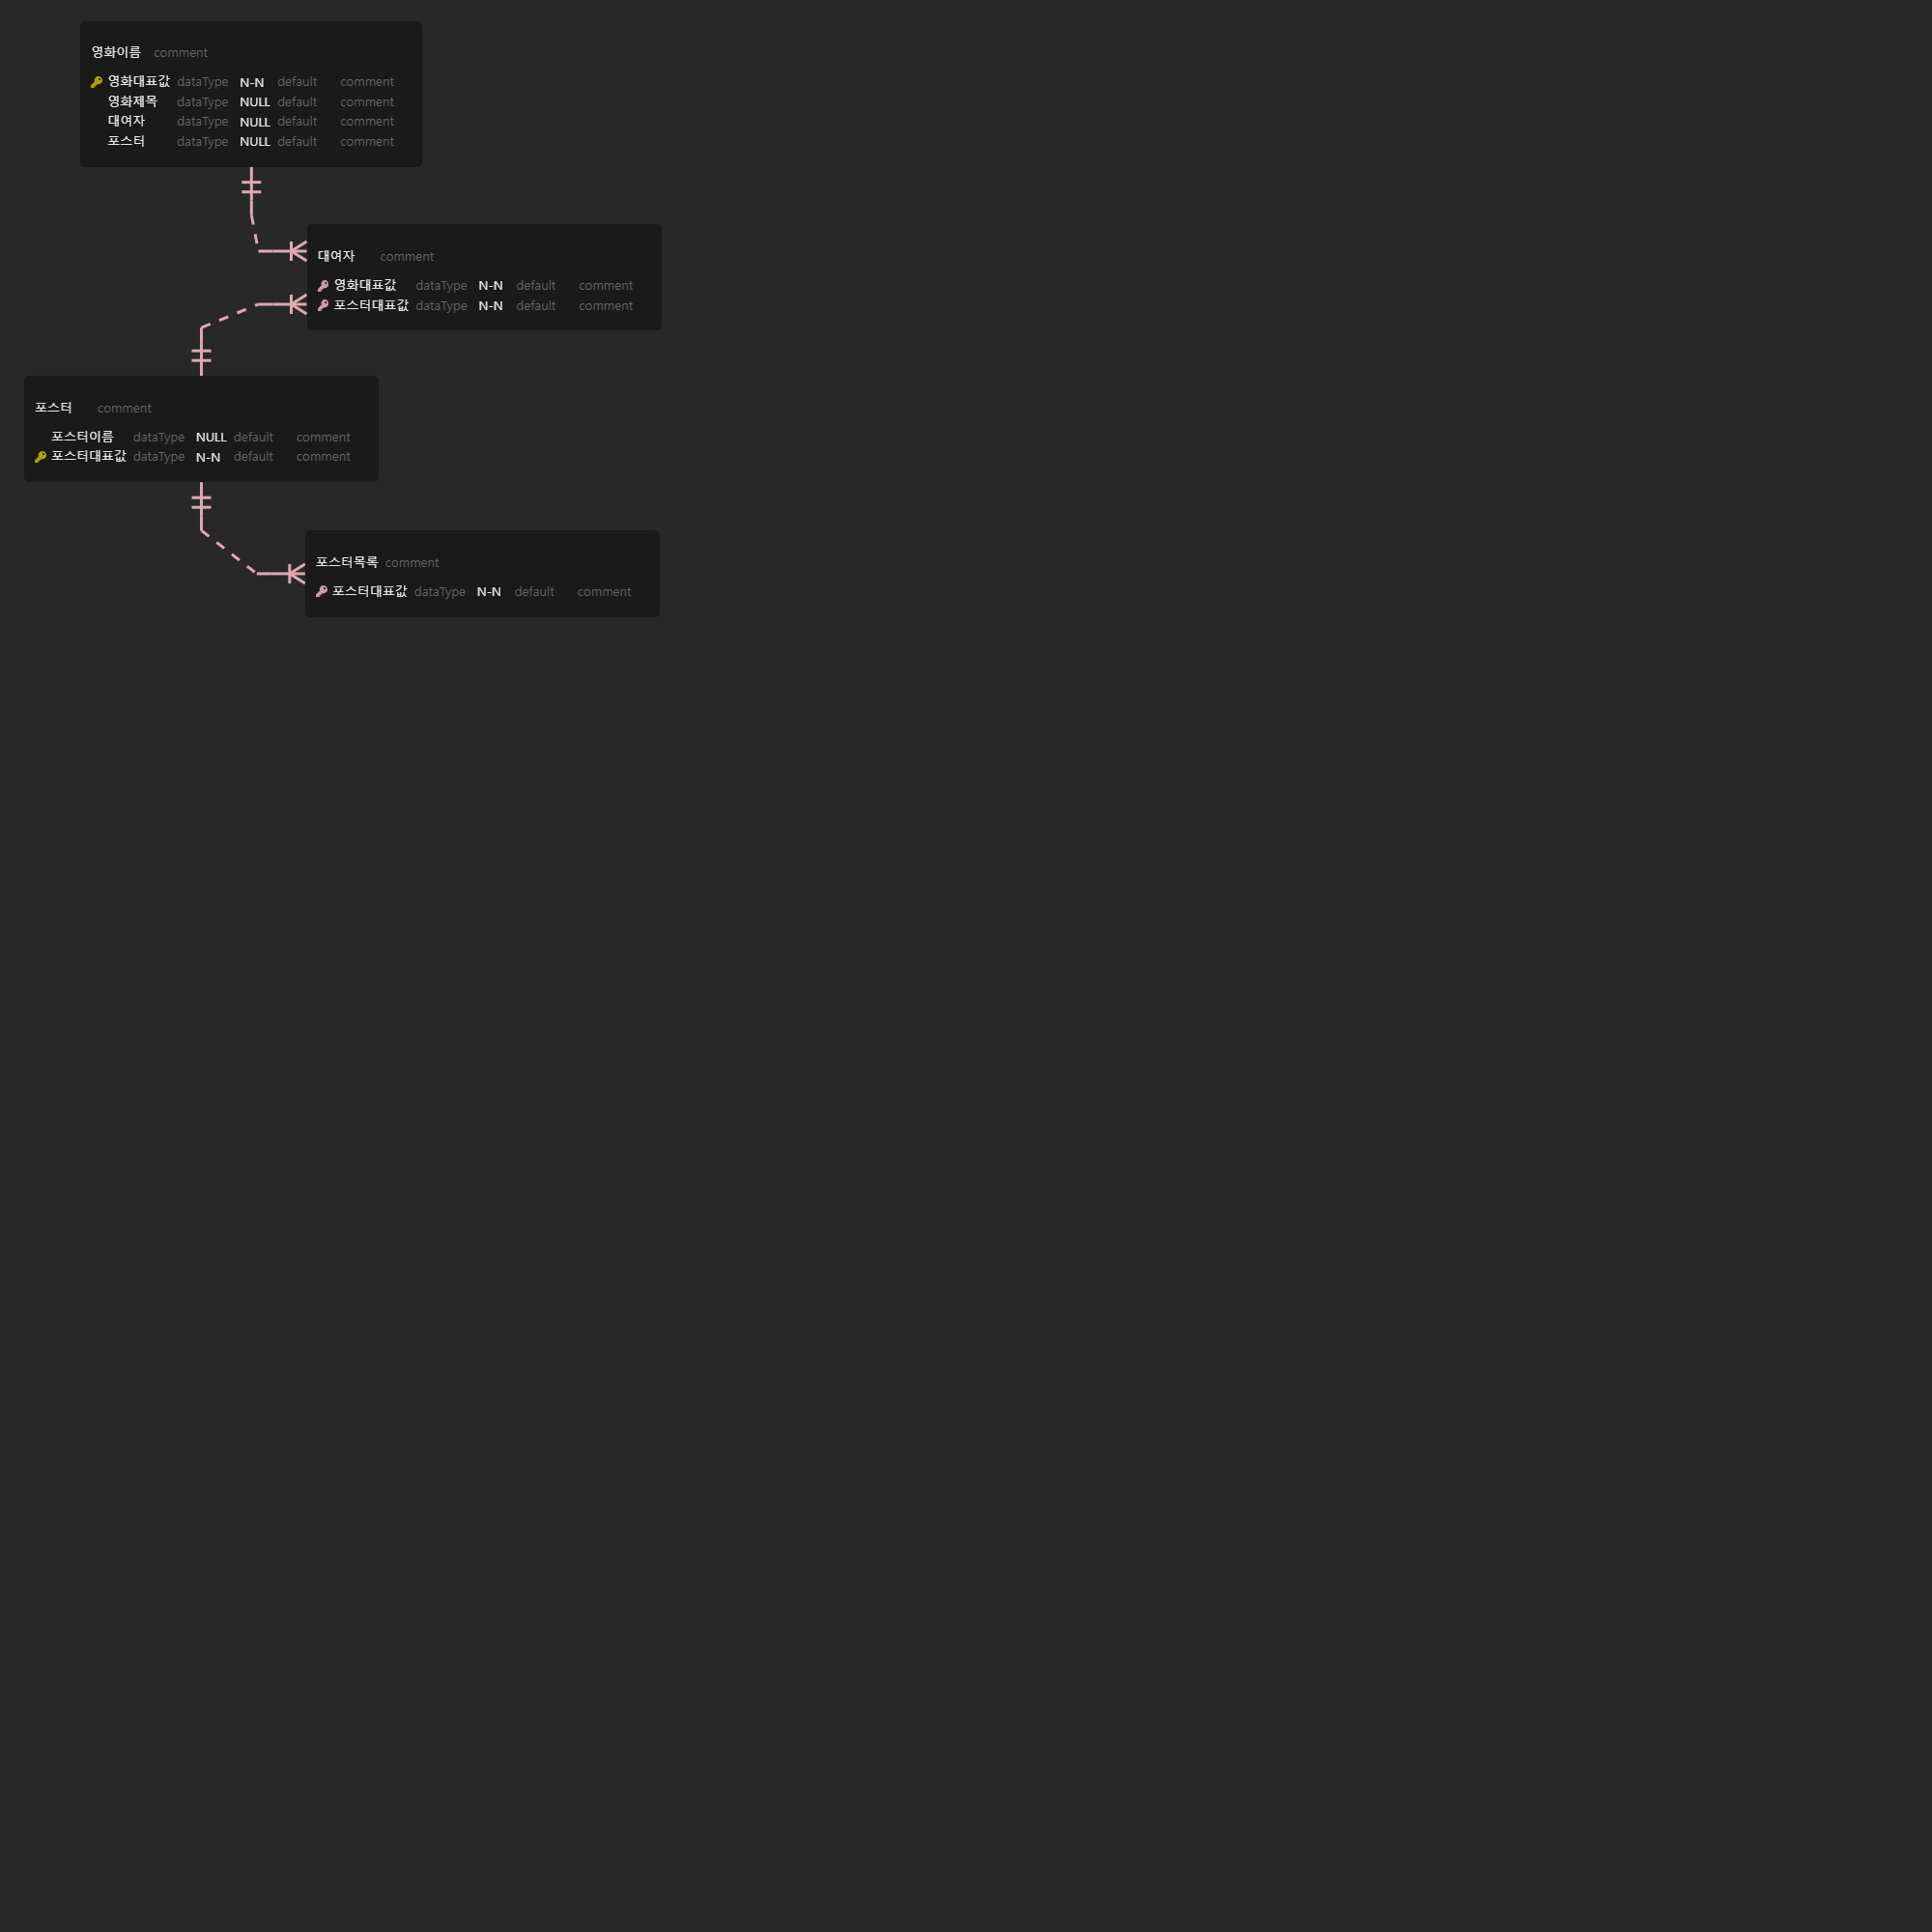 영화이름 comment
영화대표값 dataType N-N default comment
영화제목 dataType NULL default comment
대여자 dataType NULL default comment
포스터 dataType NULL default comment
대여자 comment
영화대표값 dataType N-N default comment
포스터대표값 dataType N-N default comment
포스터 comment
포스터이름 dataType NULL default comment
포스터대표값 dataType N-N default comment
포스터목록 comment
포스터대표값 dataType N-N default comment